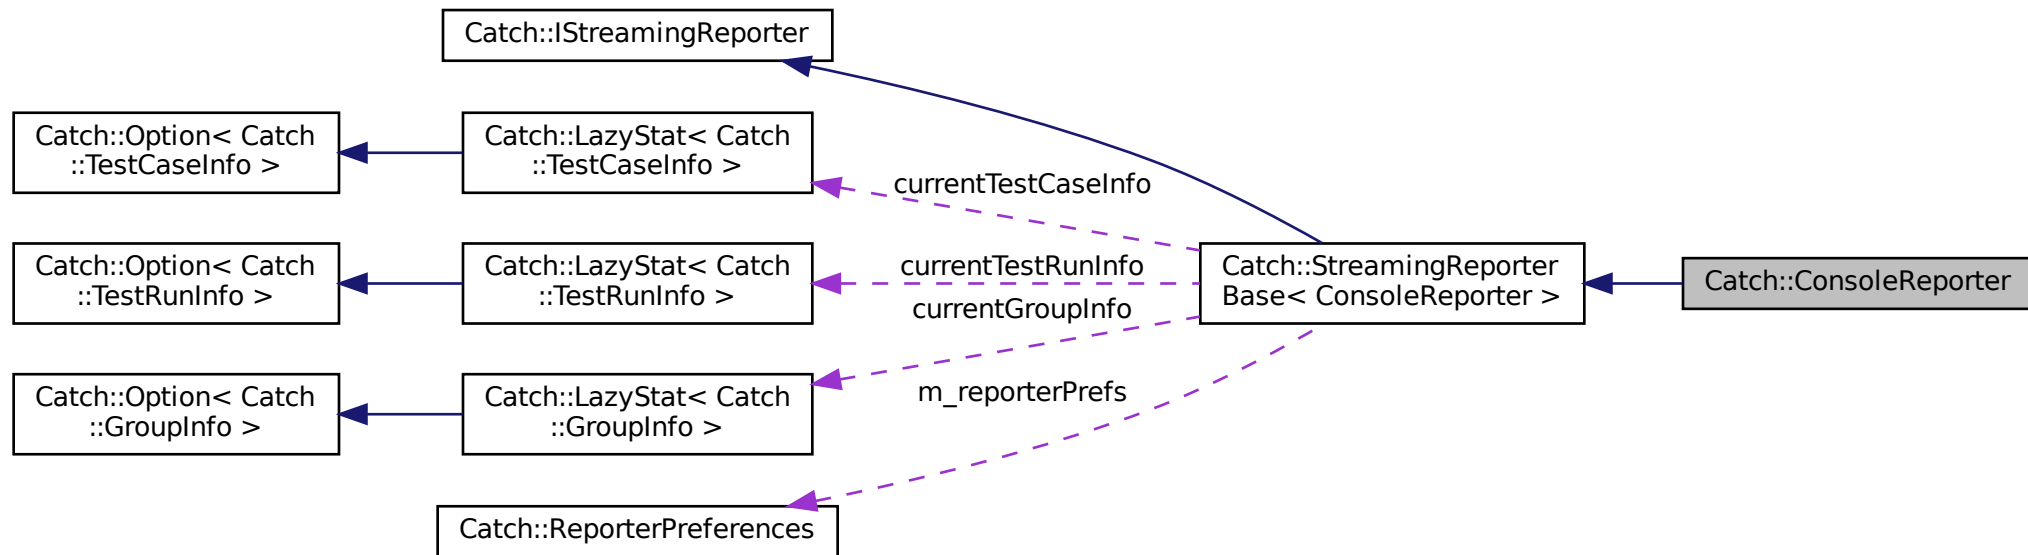 Catch::IStreamingReporter
Catch::Option< Catch
::TestCaseInfo >
Catch::LazyStat< Catch
::TestCaseInfo >
currentTestCaseInfo
Catch::Option< Catch
::TestRunInfo >
Catch::LazyStat< Catch
::TestRunInfo >
currentTestRunInfo
currentGroupInfo
Catch::StreamingReporter
Base< ConsoleReporter >
Catch::ConsoleReporter
Catch::Option< Catch
::GroupInfo >
Catch::LazyStat< Catch
::GroupInfo >
m_reporterPrefs
Catch::ReporterPreferences